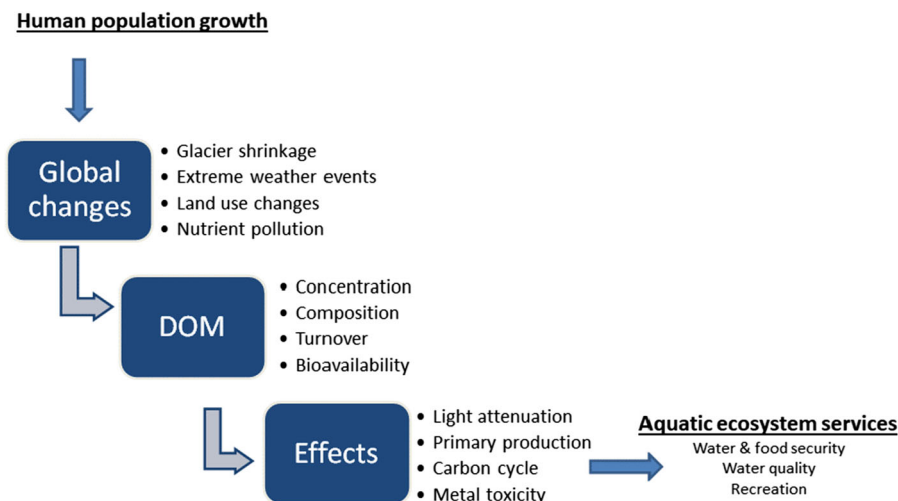 Human population growth
Global
changes
• Glacier shrinkage
• Extreme weather events
• Land use changes
• Nutrient pollution
DOM
• Concentration
• Composition
• Turnover
• Bioavailability
Effects
• Light attenuation
• Primary production
• Carbon cycle
• Metal toxicity
Aquatic ecosystem services
Water & food security
Water quality
Recreation